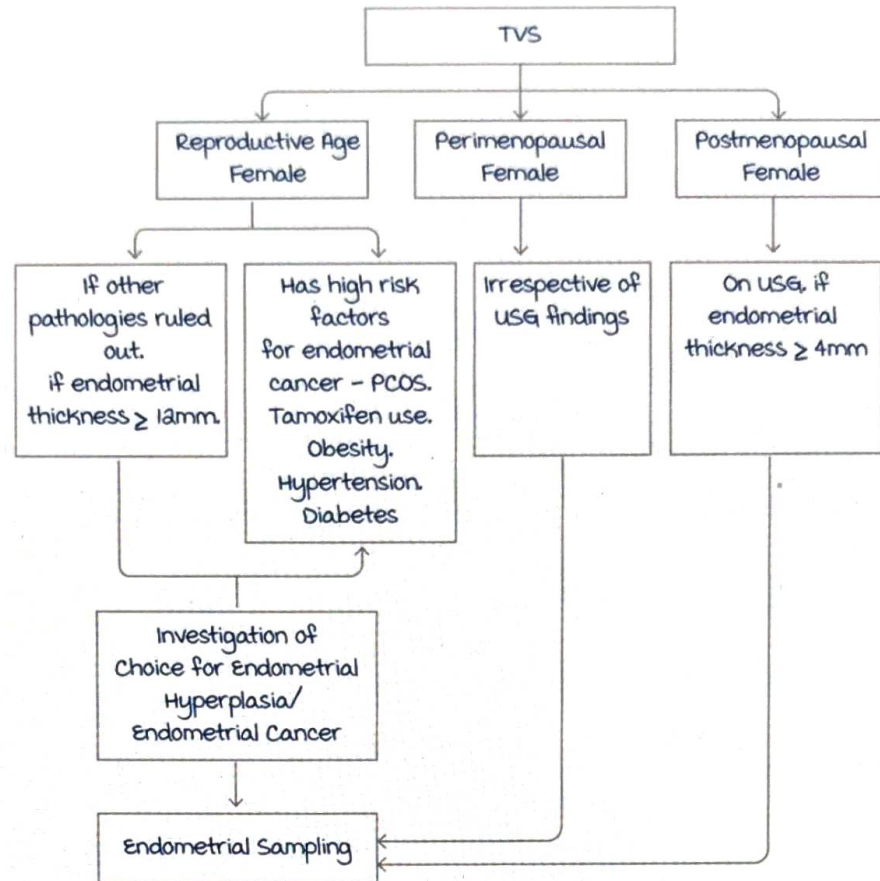 TVS
Reproductive Age
Female
Perimenopausal
Female
Postmenopausal
Female
If other
pathologies ruled
out.
if endometrial
thickness ≥ 12mm.
Has high risk
factors
for endometrial
cancer - PCOS.
Tamoxifen use.
Obesity.
Hypertension.
Diabetes
Irrespective of
USG findings
On USG, if
endometrial
thickness ≥ 4mm
Investigation of
Choice for Endometrial
Hyperplasia/
Endometrial Cancer
Endometrial Sampling